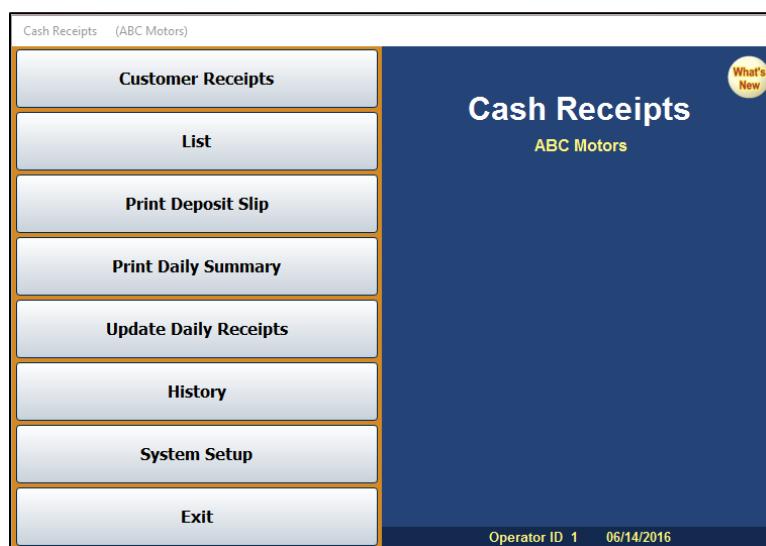 Cash Receipts (ABC Motors)
Customer Receipts
List
Print Deposit Slip
Print Daily Summary
Update Daily Receipts
History
System Setup
Exit
What's
New
Cash Receipts
ABC Motors
Operator ID 1 06/14/2016